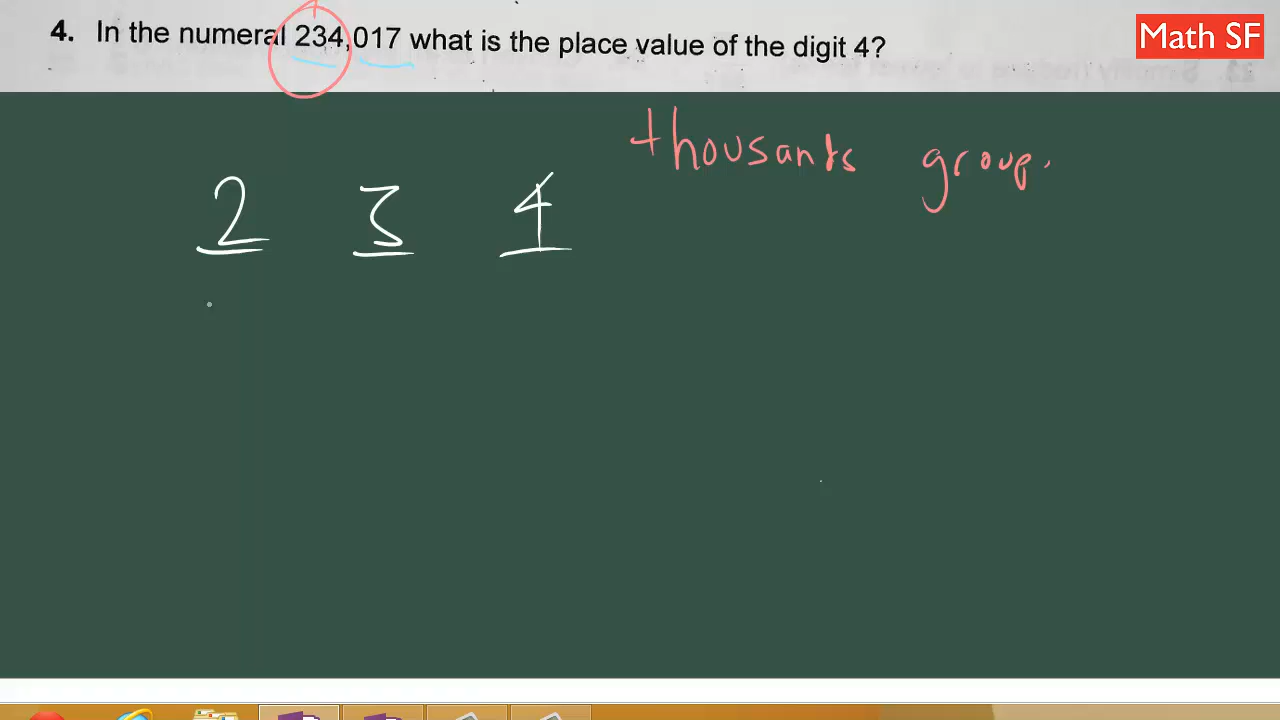 4. In the numeral 234,017 what is the place value of the digit 4?
Math SF
thousants group.
2 3 4